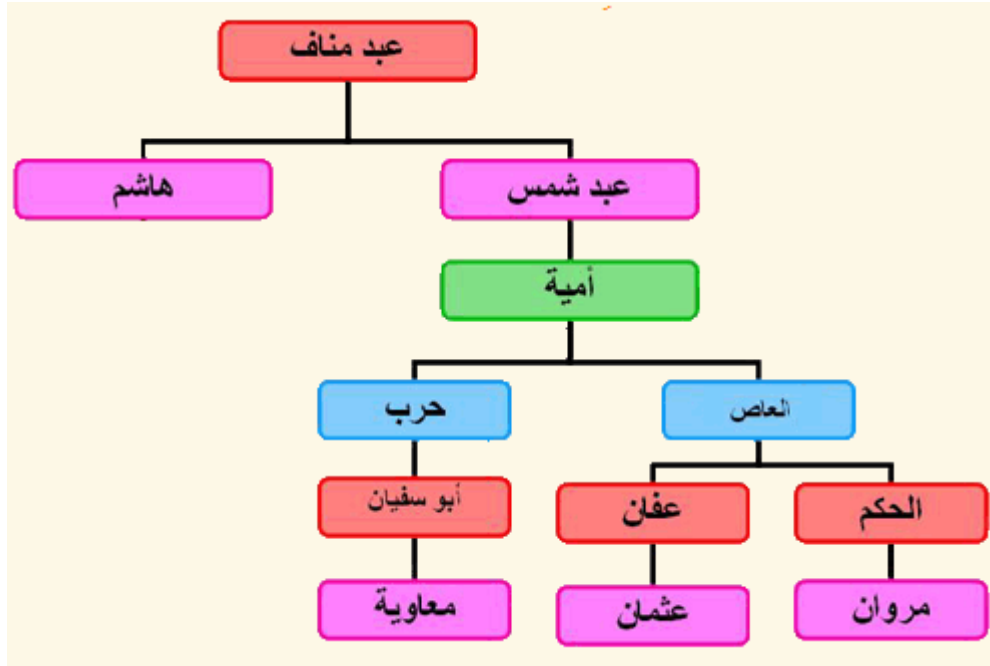 عبد مناف
عبد شمس
هاشم
أمية
العاص
حرب
الحكم
عفان
أبو سفيان
مروان
عثمان
معاوية